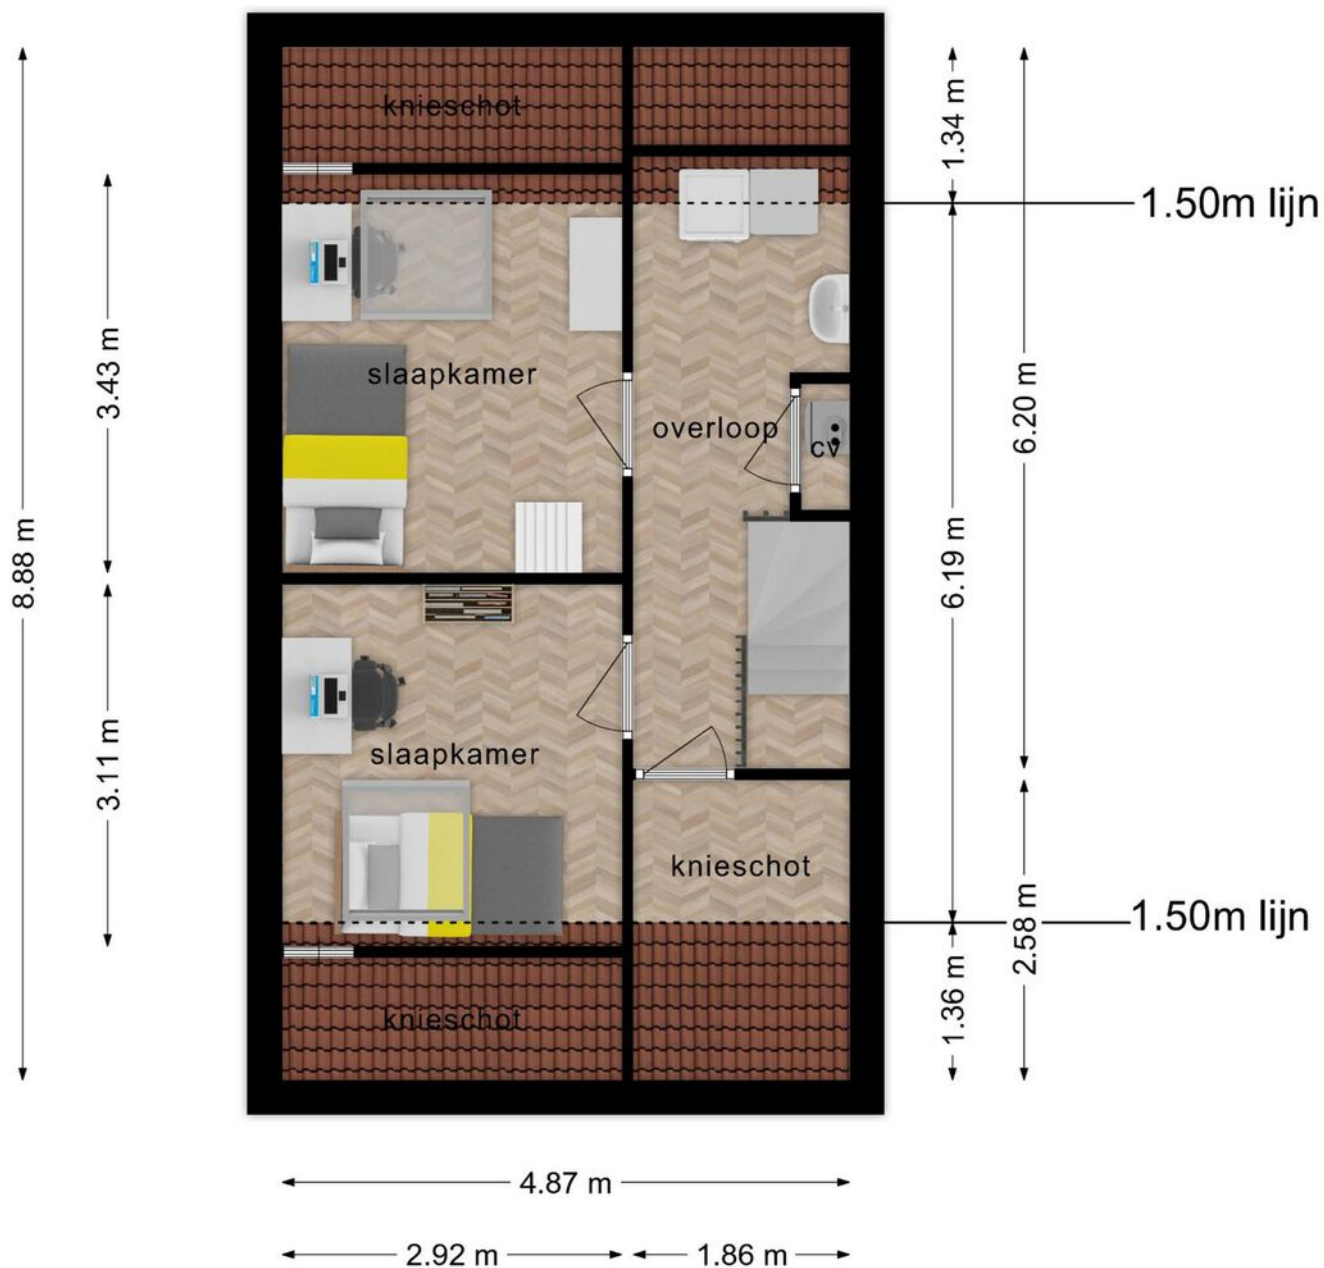 knieschot
1.34 m
1.50m lijn
3.43 m
slaapkamer
overloop
cv
6.20 m
8.88 m
6.19 m
3.11 m
slaapkamer
knieschot
1.50m lijn
2.58 m
1.36 m
knieschot
4.87 m
2.92 m
1.86 m